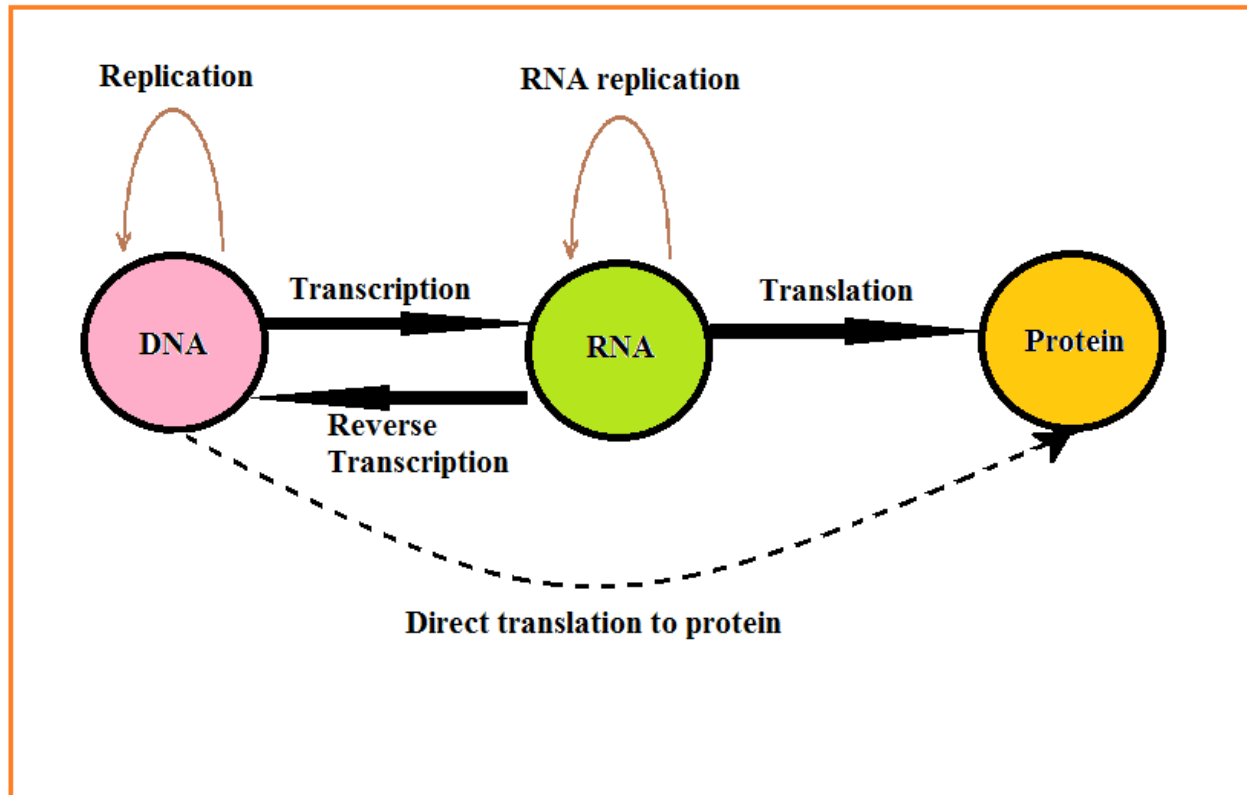 Replication
RNA replication
Transcription
Translation
DNA
RNA
Protein
Reverse
Transcription
Direct translation to protein